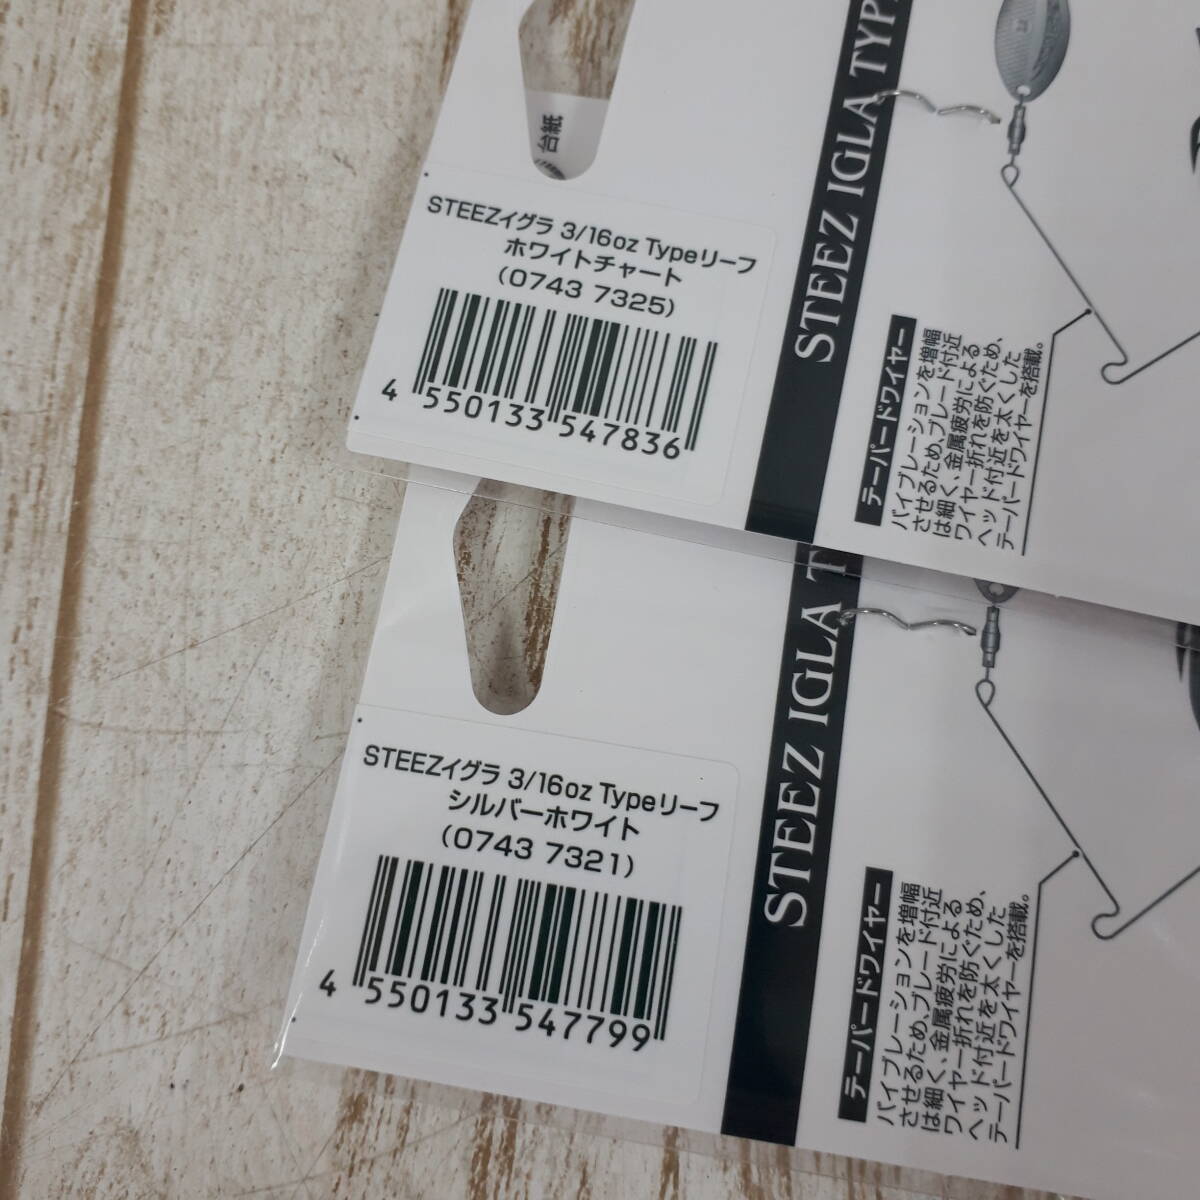 台紙
STEEZイグラ 3/16oz Typeリーフ
ホワイトチャート
(0743 7325)
4 550133 547836
STEEZ IGLA TYP
テーパードワイヤー
バイブレーションを増幅
させるため、ブレード付近
は細く、金属疲労による
ワイヤー折れを防ぐため、
ヘッド付近を太くした
テーパードワイヤーを搭載。
STEEZイグラ 3/16oz Typeリーフ
シルバーホワイト
(0743 7321)
4 550133 547799
STEEZ IGLA T
テーパードワイヤー
バイブレーションを増幅
させるため、ブレード付近
は細く、金属疲労による
ワイヤー折れを防ぐため、
ヘッド付近を太くした
テーパードワイヤーを搭載。